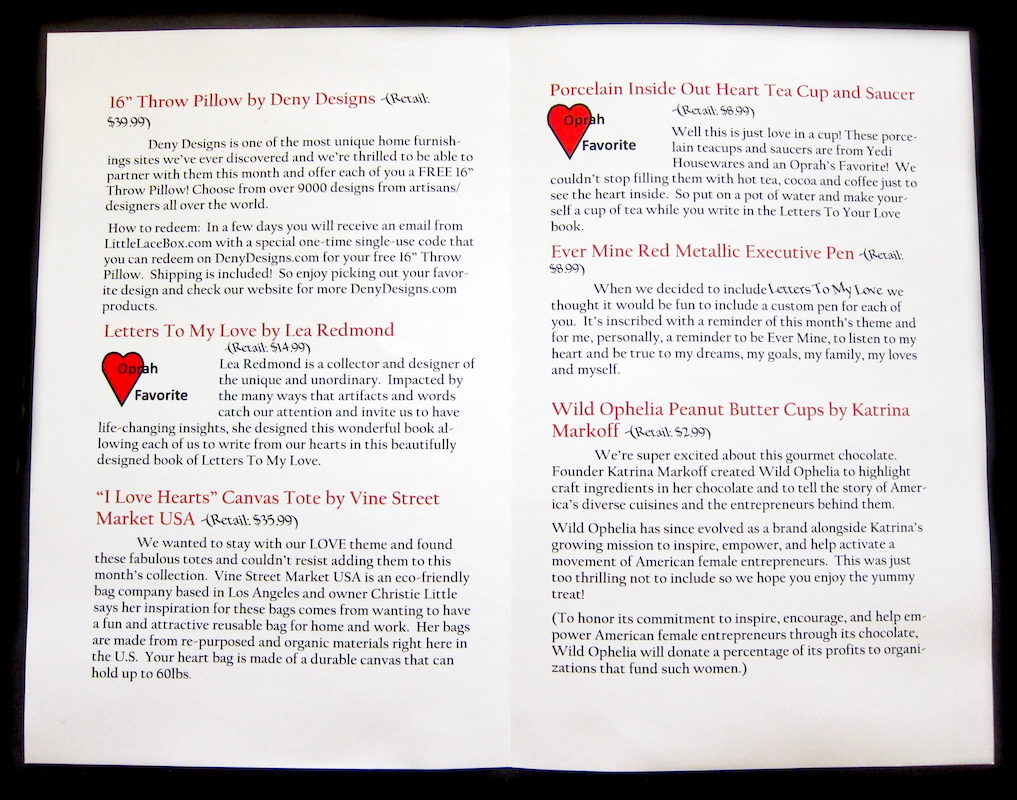 16” Throw Pillow by Deny Designs -(Retail:
$39.99)
Deny Designs is one of the most unique home furnish-
ings sites we’ve ever discovered and we’re thrilled to be able to
partner with them this month and offer each of you a FREE 16”
Throw Pillow! Choose from over 9000 designs from artisans/
designers all over the world.
How to redeem: In a few days you will receive an email from
LittleLaceBox.com with a special one-time single-use code that
you can redeem on DenyDesigns.com for your free 16” Throw
Pillow. Shipping is included! So enjoy picking out your favor-
ite design and check our website for more DenyDesigns.com
products.
Letters To My Love by Lea Redmond
-(Retail: $14.99)
Oprah
Favorite
Lea Redmond is a collector and designer of
the unique and unordinary. Impacted by
the many ways that artifacts and words
catch our attention and invite us to have
life-changing insights, she designed this wonderful book al-
lowing each of us to write from our hearts in this beautifully
designed book of Letters To My Love.
“I Love Hearts” Canvas Tote by Vine Street
Market USA -(Retail: $35.99)
We wanted to stay with our LOVE theme and found
these fabulous totes and couldn’t resist adding them to this
month’s collection. Vine Street Market USA is an eco-friendly
bag company based in Los Angeles and owner Christie Little
says her inspiration for these bags comes from wanting to have
a fun and attractive reusable bag for home and work. Her bags
are made from re-purposed and organic materials right here in
the U.S. Your heart bag is made of a durable canvas that can
hold up to 60lbs.
Porcelain Inside Out Heart Tea Cup and Saucer
-(Retail: $8.99)
Oprah
Favorite
Well this is just love in a cup! These porce-
lain teacups and saucers are from Yedi
Housewares and an Oprah’s Favorite! We
couldn’t stop filling them with hot tea, cocoa and coffee just to
see the heart inside. So put on a pot of water and make your-
self a cup of tea while you write in the Letters To Your Love
book.
Ever Mine Red Metallic Executive Pen -(Retail:
$8.99)
When we decided to include Letters To My Love we
thought it would be fun to include a custom pen for each of
you. It’s inscribed with a reminder of this month’s theme and
for me, personally, a reminder to be Ever Mine, to listen to my
heart and be true to my dreams, my goals, my family, my loves
and myself.
Wild Ophelia Peanut Butter Cups by Katrina
Markoff -(Retail: $2.99)
We’re super excited about this gourmet chocolate.
Founder Katrina Markoff created Wild Ophelia to highlight
craft ingredients in her chocolate and to tell the story of Amer-
ica’s diverse cuisines and the entrepreneurs behind them.
Wild Ophelia has since evolved as a brand alongside Katrina’s
growing mission to inspire, empower, and help activate a
movement of American female entrepreneurs. This was just
too thrilling not to include so we hope you enjoy the yummy
treat!
(To honor its commitment to inspire, encourage, and help em-
power American female entrepreneurs through its chocolate,
Wild Ophelia will donate a percentage of its profits to organi-
zations that fund such women.)